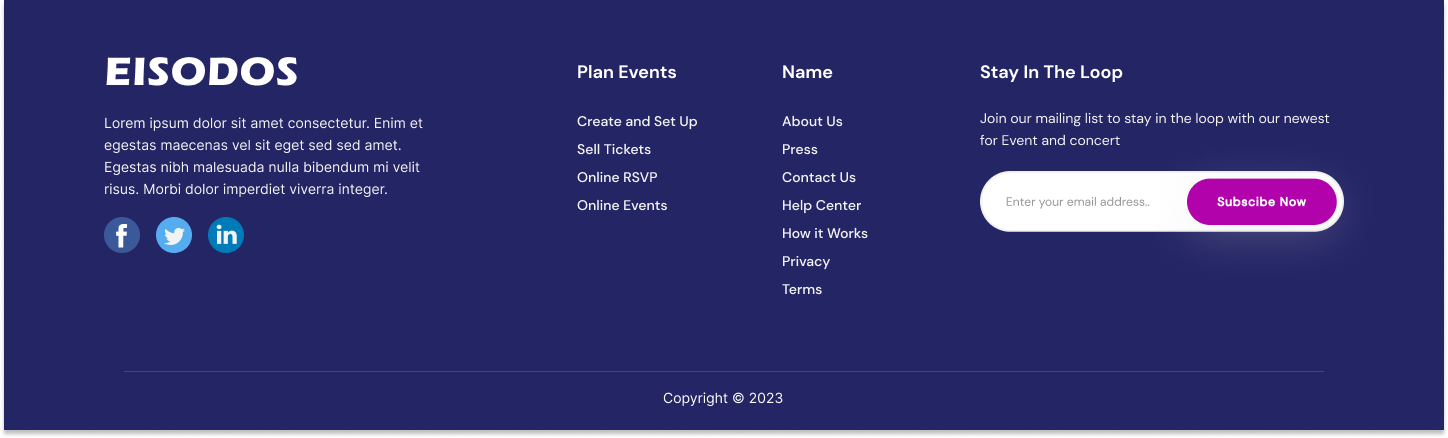 EISODOS
Lorem ipsum dolor sit amet consectetur. Enim et
egestas maecenas vel sit eget sed sed amet.
Egestas nibh malesuada nulla bibendum mi velit
risus. Morbi dolor imperdiet viverra integer.
f
in
Plan Events
Create and Set Up
Sell Tickets
Online RSVP
Online Events
Name
About Us
Press
Contact Us
Help Center
How it Works
Privacy
Terms
Stay In The Loop
Join our mailing list to stay in the loop with our newest
for Event and concert
Enter your email address..
Subscibe Now
Copyright © 2023